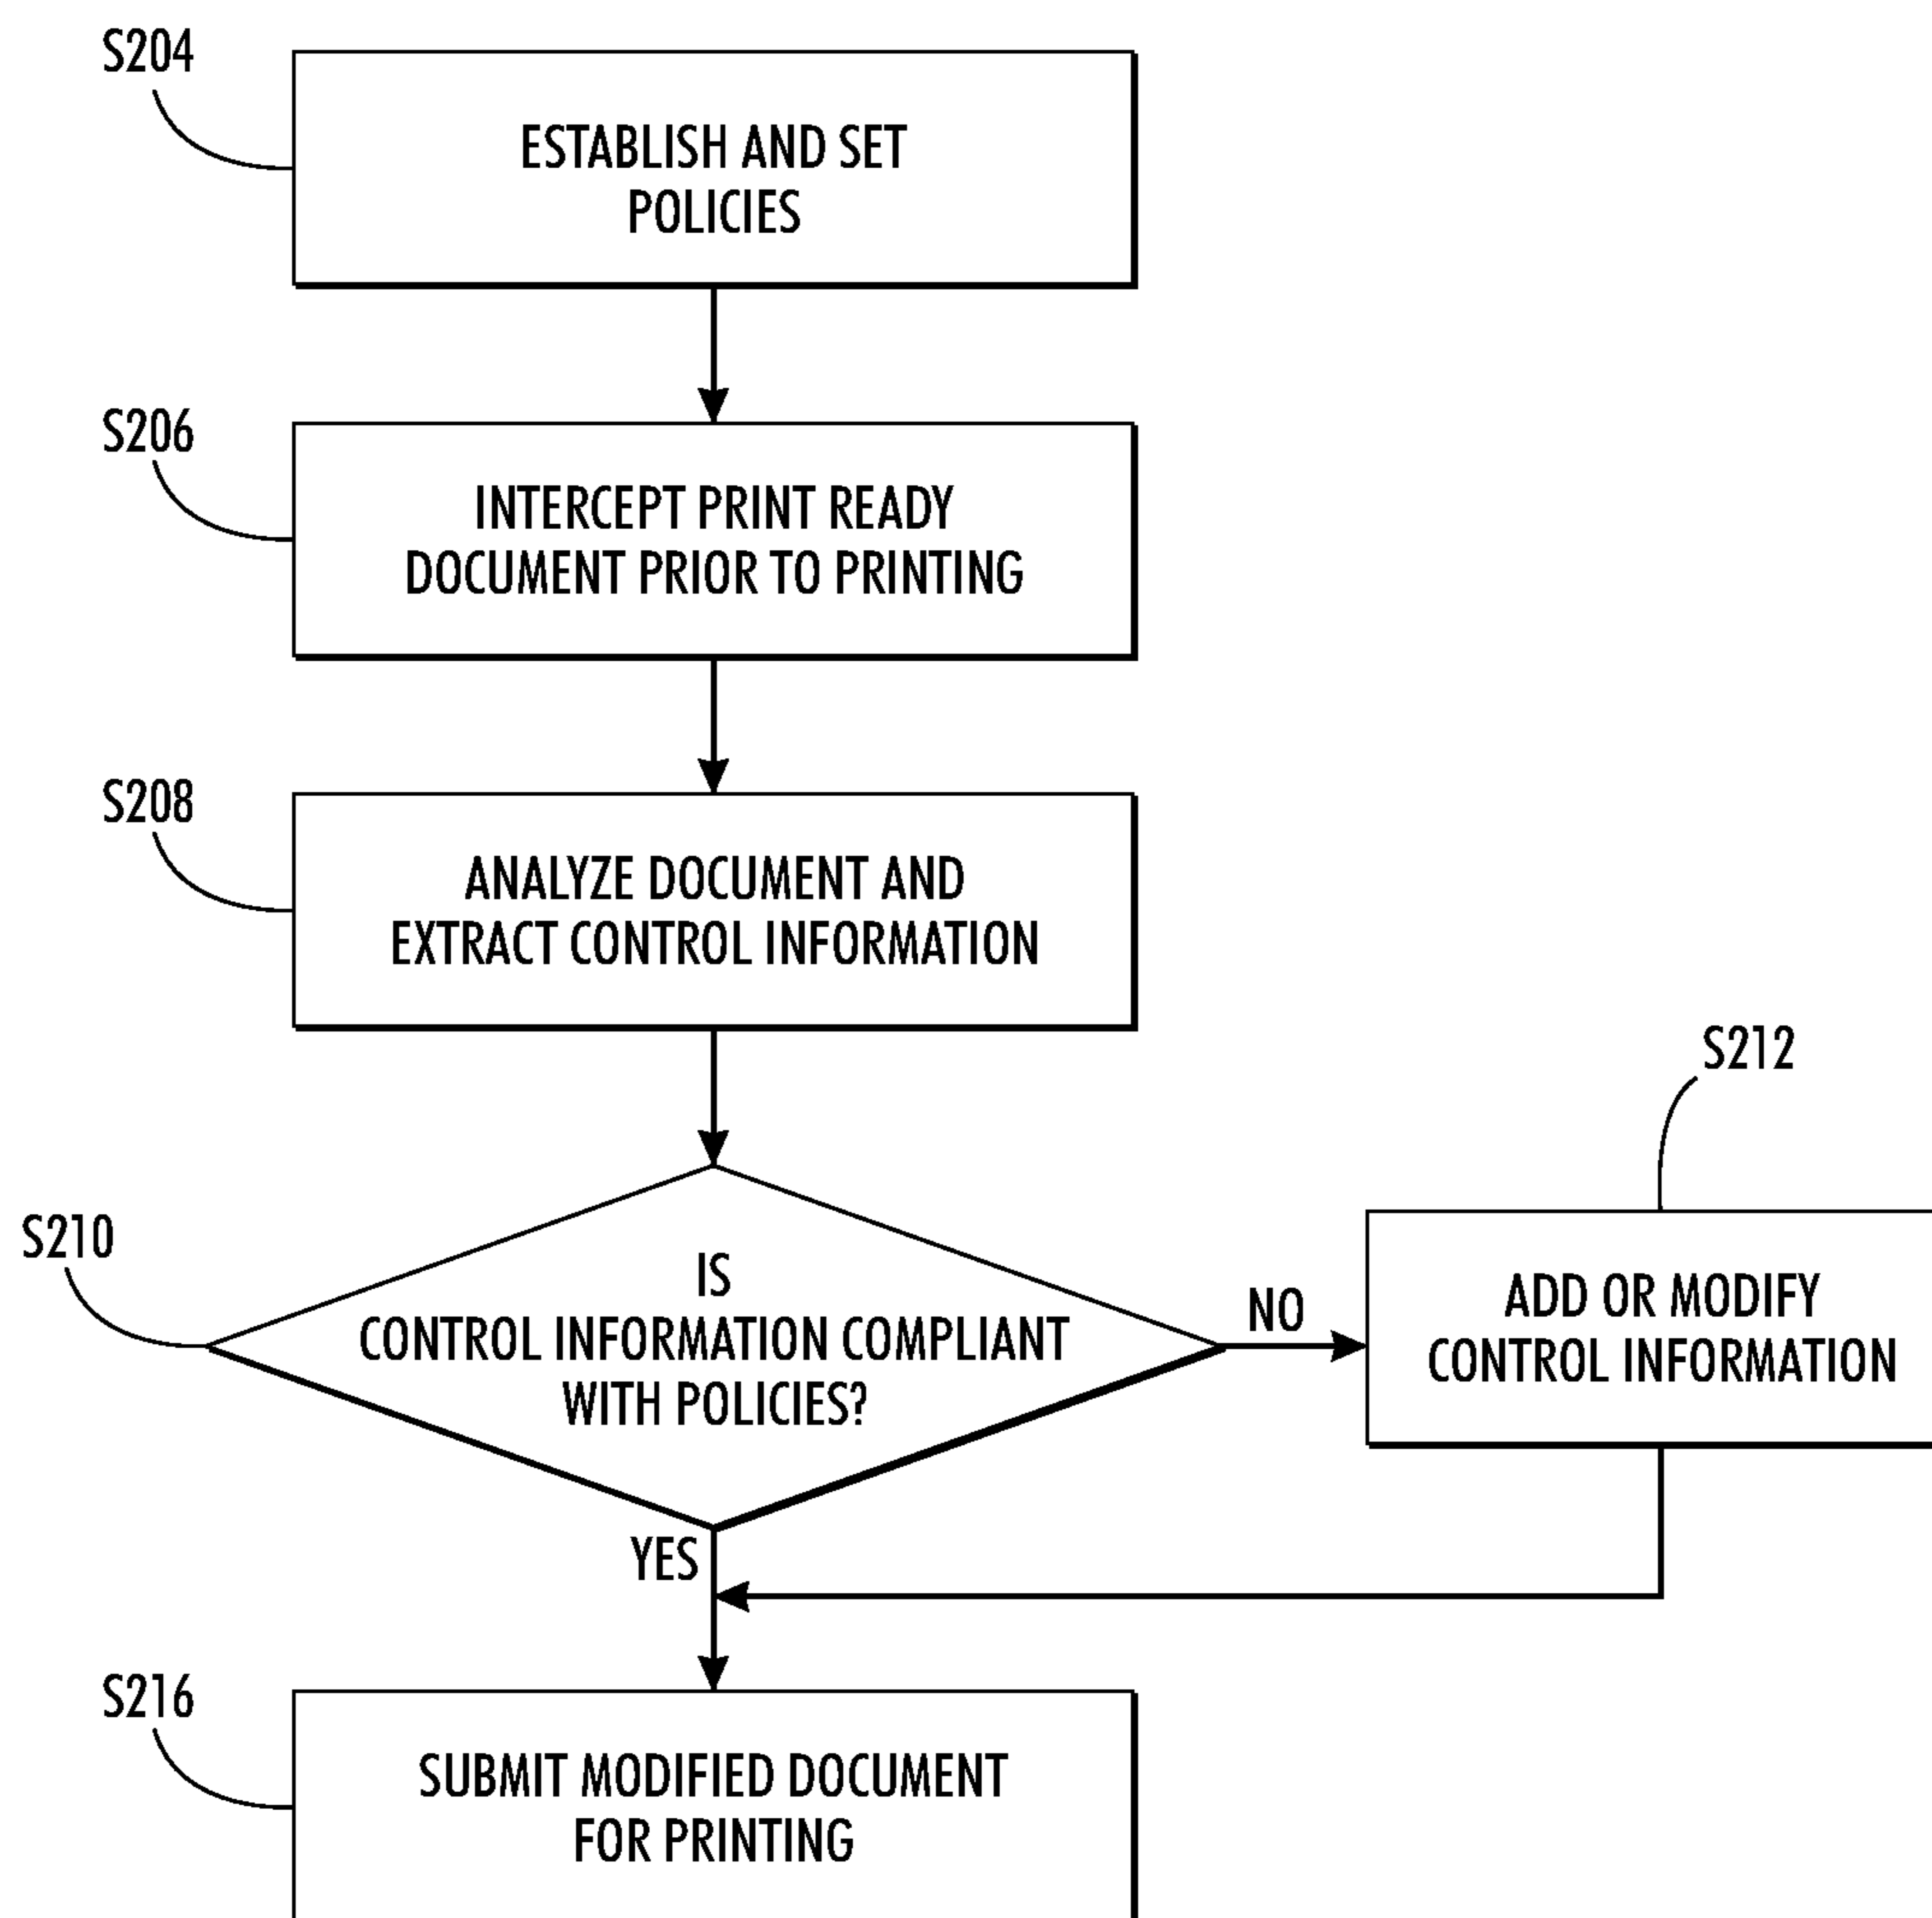 S204
ESTABLISH AND SET
POLICIES
S206
INTERCEPT PRINT READY
DOCUMENT PRIOR TO PRINTING
S208
ANALYZE DOCUMENT AND
EXTRACT CONTROL INFORMATION
S210
IS
CONTROL INFORMATION COMPLIANT
WITH POLICIES?
NO
S212
ADD OR MODIFY
CONTROL INFORMATION
YES
S216
SUBMIT MODIFIED DOCUMENT
FOR PRINTING